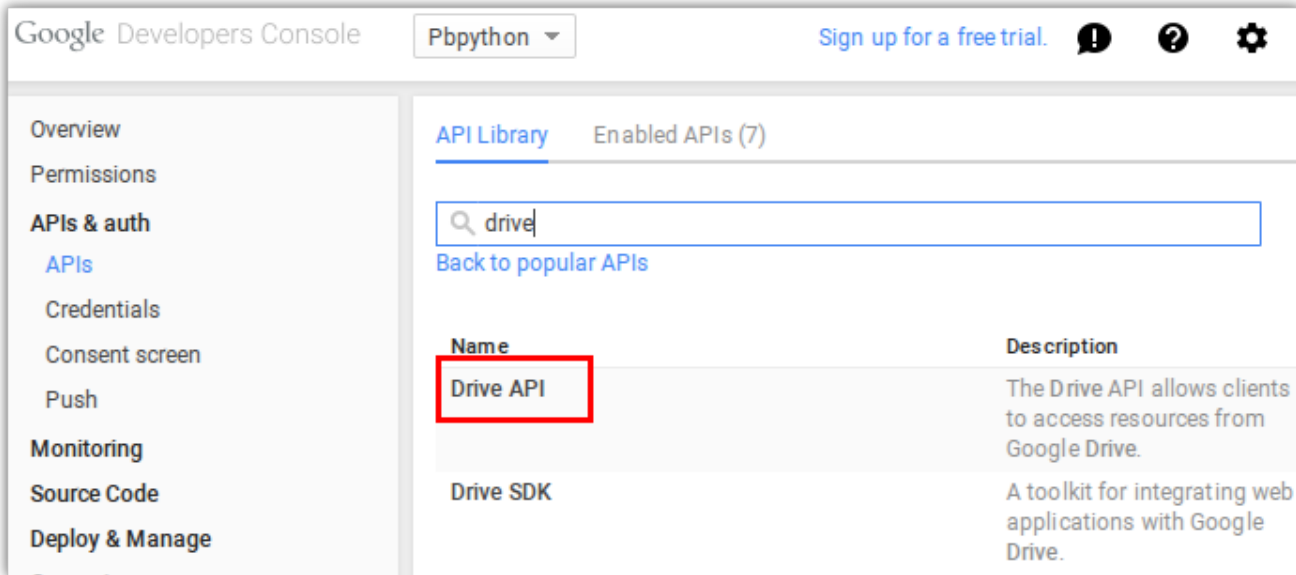 Google Developers Console
Pbpython
Sign up for a free trial.
Overview
Permissions
APIs & auth
APIs
Credentials
Consent screen
Push
Monitoring
Source Code
Deploy & Manage
API Library
Enabled APIs (7)
drive
Back to popular APIs
Name
Description
Drive API
The Drive API allows clients
to access resources from
Google Drive.
Drive SDK
A toolkit for integrating web
applications with Google
Drive.